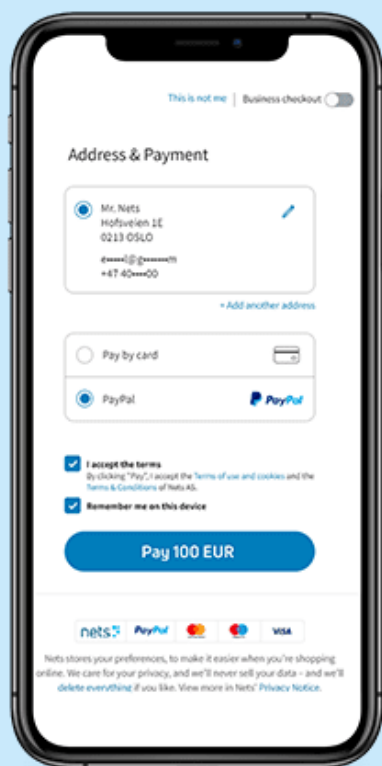 This is not me | Business checkout
Address & Payment
Mr. Nets
Hofsveien 1E
0213 OSLO
e•••••l@g•••••••m
+47 40••••00
+ Add another address
Pay by card
PayPal PayPal
I accept the terms
By clicking "Pay", I accept the Terms of use and cookies and the
Terms & Conditions of Nets AS.
Remember me on this device
Pay 100 EUR
nets PayPal VISA
Nets stores your preferences, to make it easier when you're shopping
online. We care for your privacy, and we'll never sell your data – and we'll
delete everything if you like. View more in Nets' Privacy Notice.